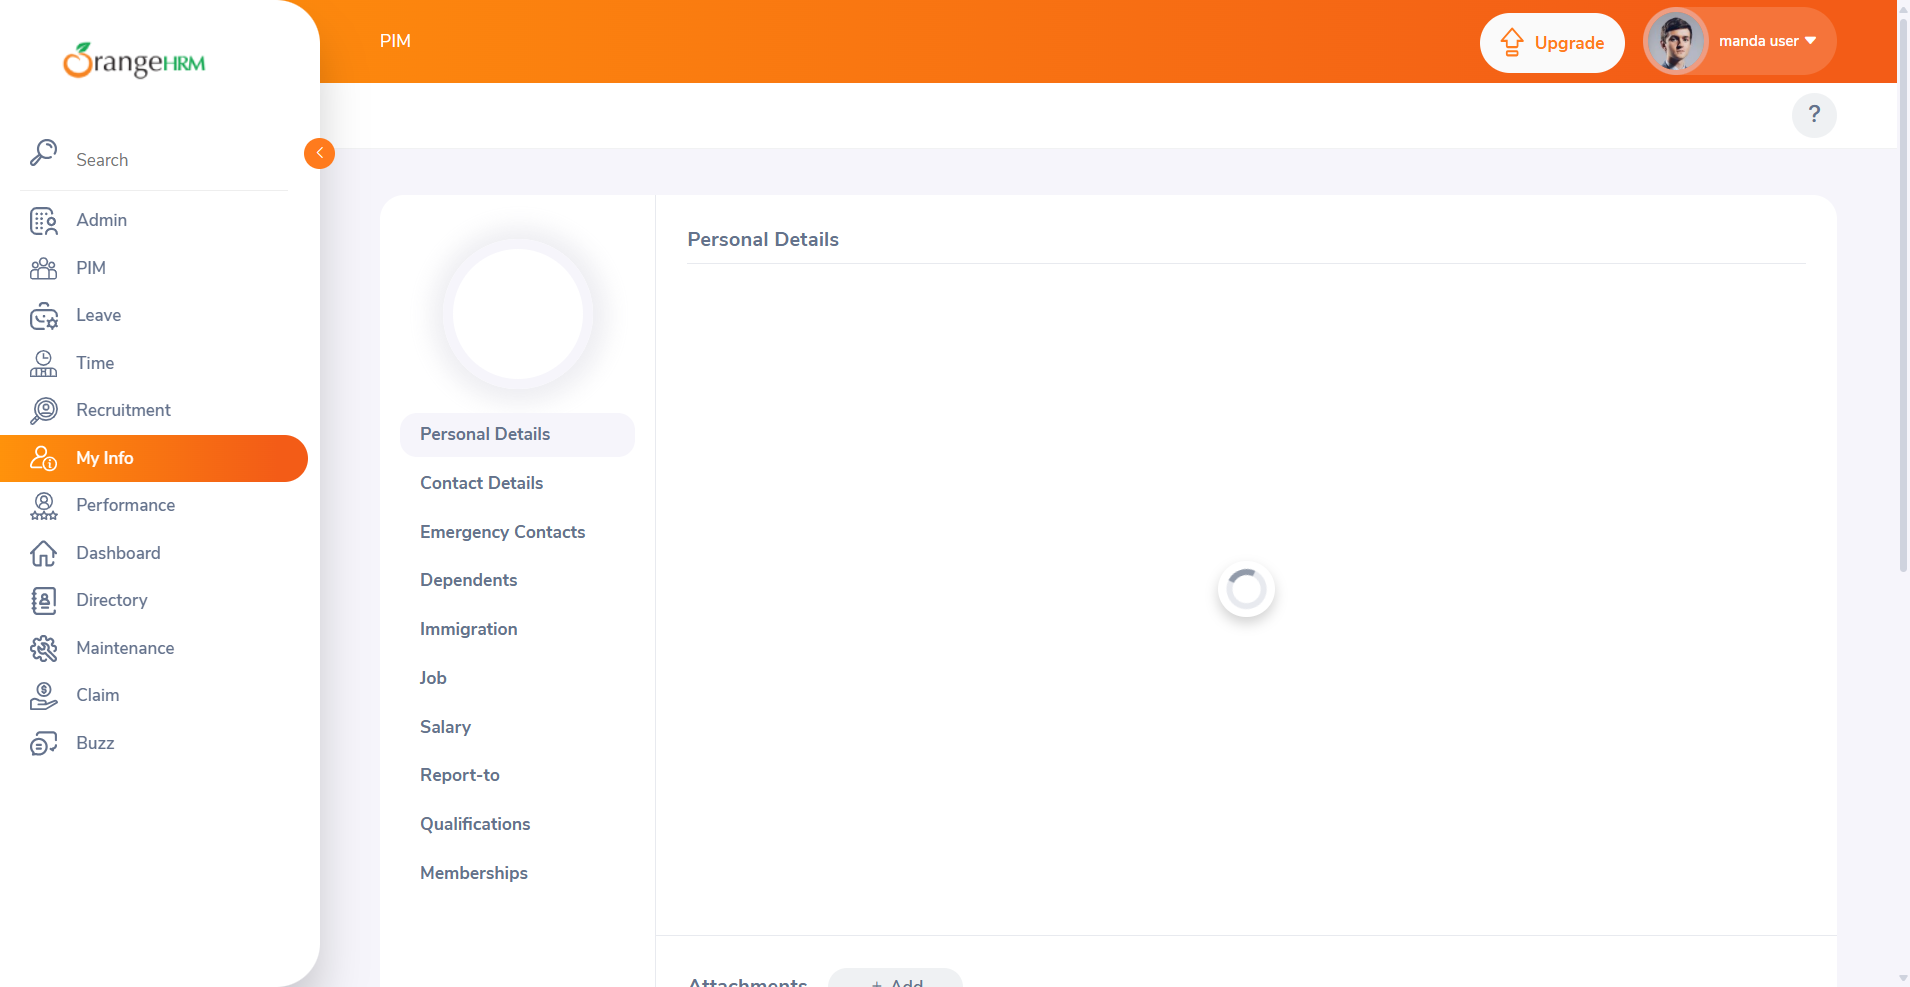 OrangeHRM
PIM
Upgrade
manda user
?
Search
Admin
PIM
Leave
Time
Recruitment
My Info
Performance
Dashboard
Directory
Maintenance
Claim
Buzz
Personal Details
Contact Details
Emergency Contacts
Dependents
Immigration
Job
Salary
Report-to
Qualifications
Memberships
Personal Details
Attachments
+ Add